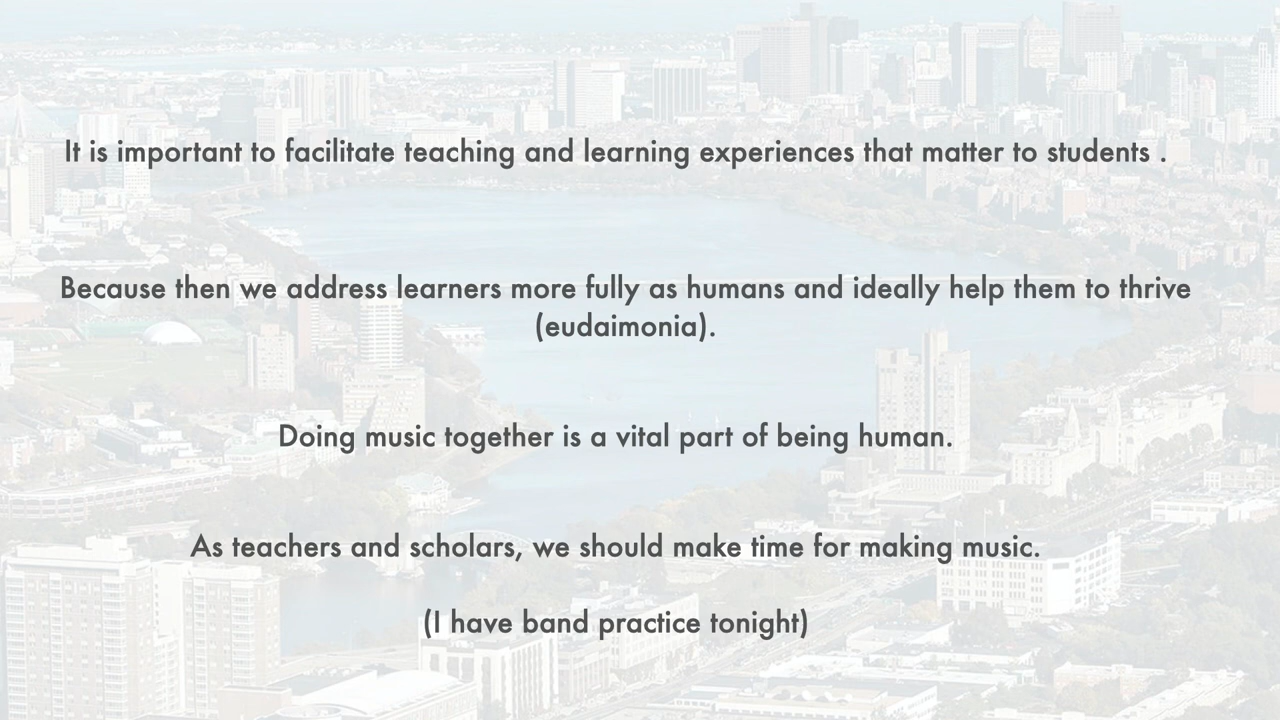 It is important to facilitate teaching and learning experiences that matter to students .
Because then we address learners more fully as humans and ideally help them to thrive
(eudaimonia).
Doing music together is a vital part of being human.
As teachers and scholars, we should make time for making music.
(I have band practice tonight)